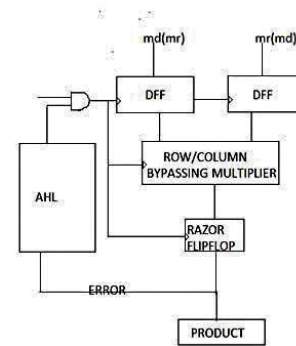 md(mr)
mr(md)
DFF
DFF
ROW/COLUMN
BYPASSING MULTIPLIER
AHL
RAZOR
FLIPFLOP
ERROR
PRODUCT